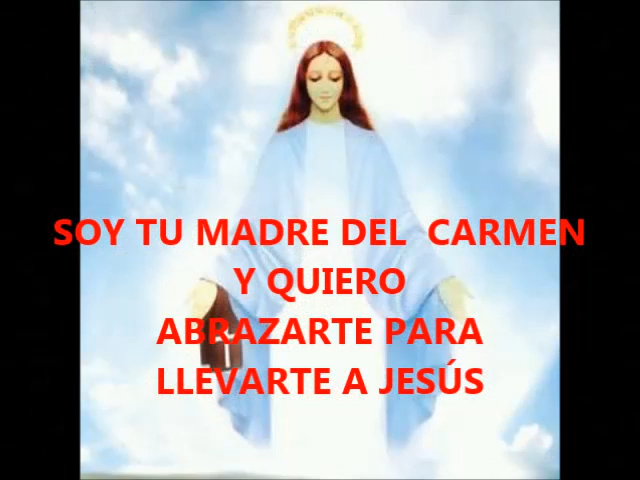 SOY TU MADRE DEL  CARMEN
Y QUIERO
ABRAZARTE PARA
LLEVARTE A JESÚS